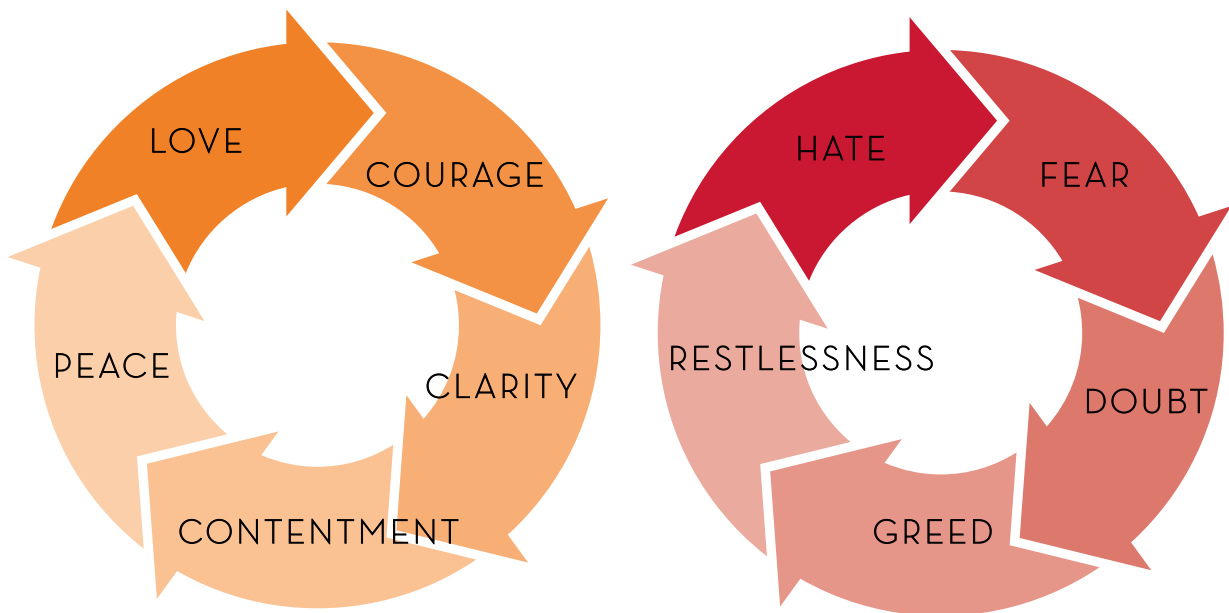 LOVE
COURAGE
CLARITY
CONTENTMENT
PEACE
HATE
FEAR
DOUBT
GREED
RESTLESSNESS